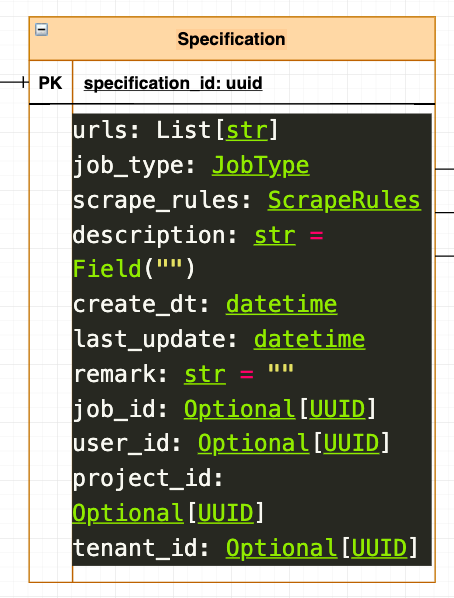 Specification
PK specification_id: uuid
urls: List[str]
job_type: JobType
scrape_rules: ScrapeRules
description: str =
Field("")
create_dt: datetime
last_update: datetime
remark: str = ""
job_id: Optional[UUID]
user_id: Optional[UUID]
project_id:
Optional[UUID]
tenant_id: Optional[UUID]